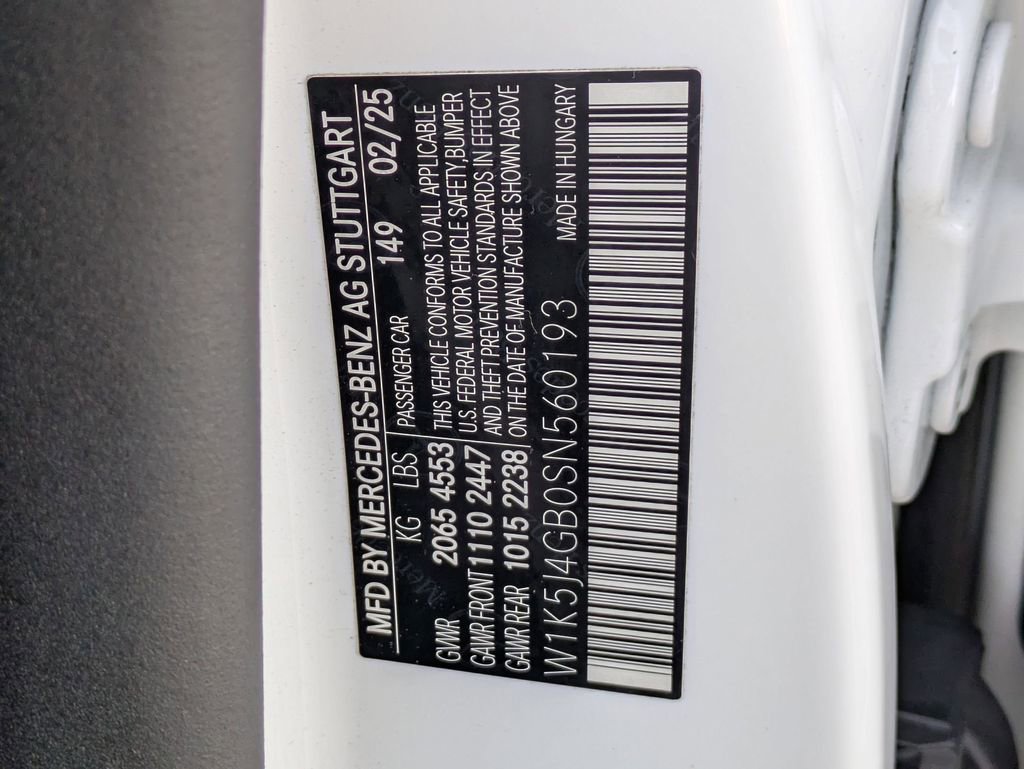 MFD BY MERCEDES-BENZ AG STUTTGART
KG LBS PASSENGER CAR 149 02/25
GWR 2065 4553 THIS VEHICLE CONFORMS TO ALL APPLICABLE
GAWR FRONT 1110 2447 U.S. FEDERAL MOTOR VEHICLE SAFETY,BUMPER
GAWR REAR 1015 2238 AND THEFT PREVENTION STANDARDS IN EFFECT
ON THE DATE OF MANUFACTURE SHOWN ABOVE
W1K5J4GB0SN560193 MADE IN HUNGARY